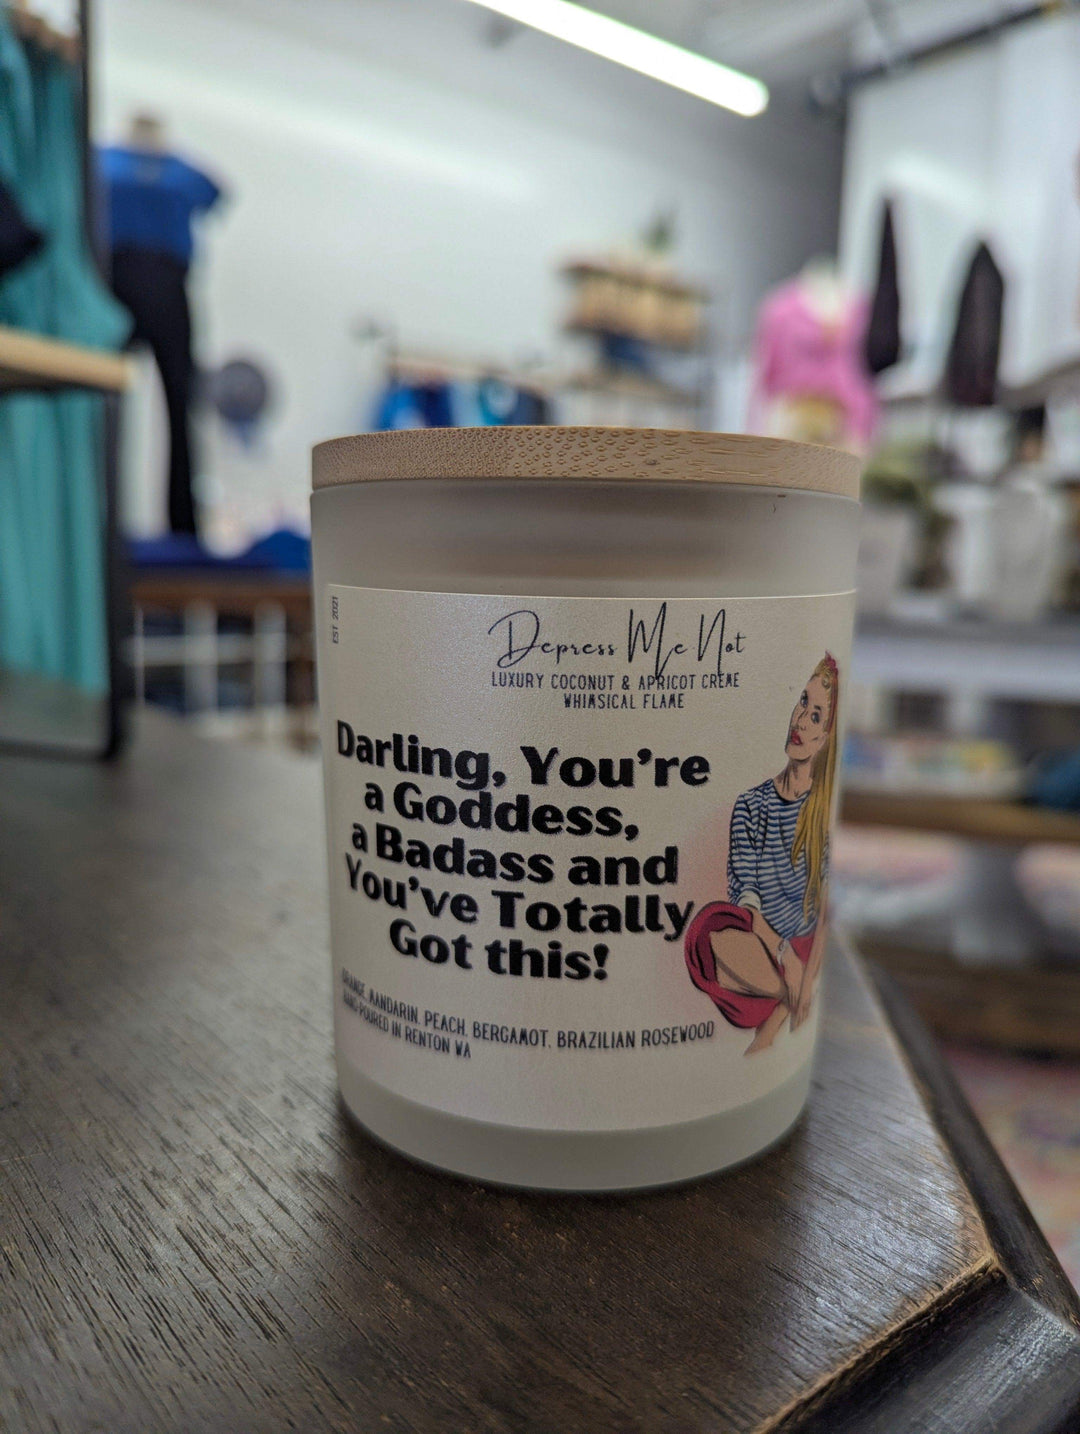 EST 2021
Depress Me Not
LUXURY COCONUT & APRICOT CRÈME
WHIMSICAL FLAME
Darling, You're
a Goddess,
a Badass and
You've Totally
Got this!
ORANGE, MANDARIN, PEACH, BERGAMOT, BRAZILIAN ROSEWOOD
HAND-POURED IN RENTON WA